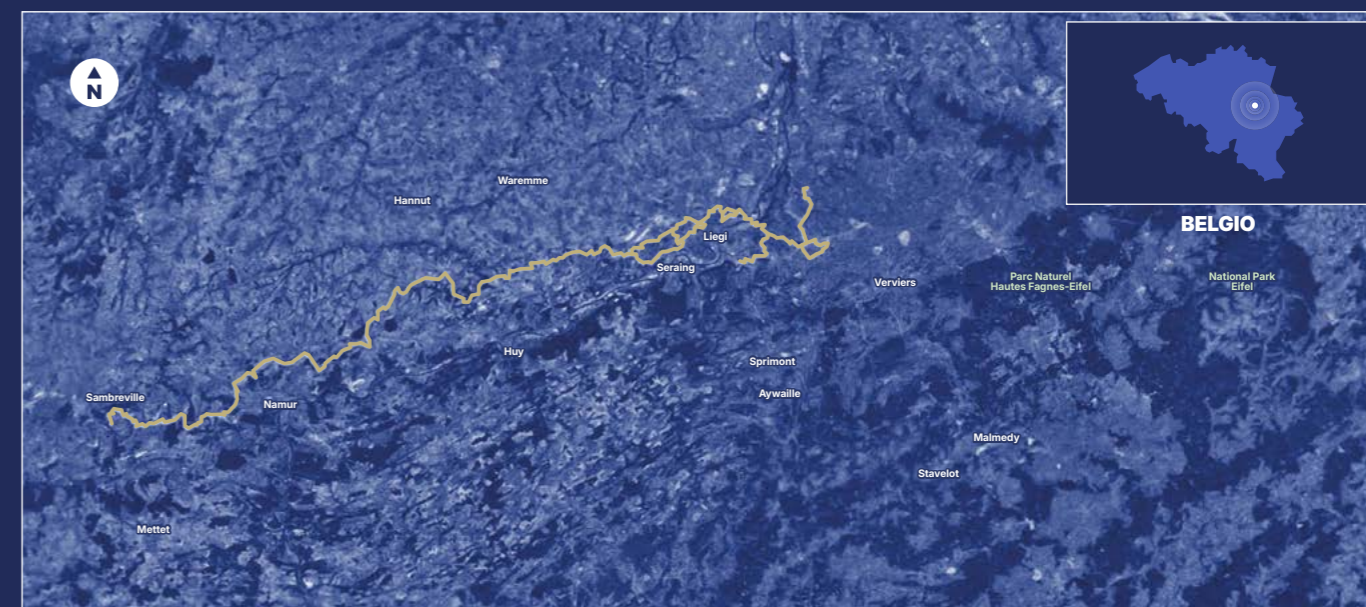 N
BELGIO
Waremme
Hannut
Liegi
Seraing
Verviers
Parc Naturel
Hautes Fagnes-Eifel
National Park
Eifel
Huy
Sprimont
Aywaille
Sambreville
Namur
Malmedy
Stavelot
Mettet